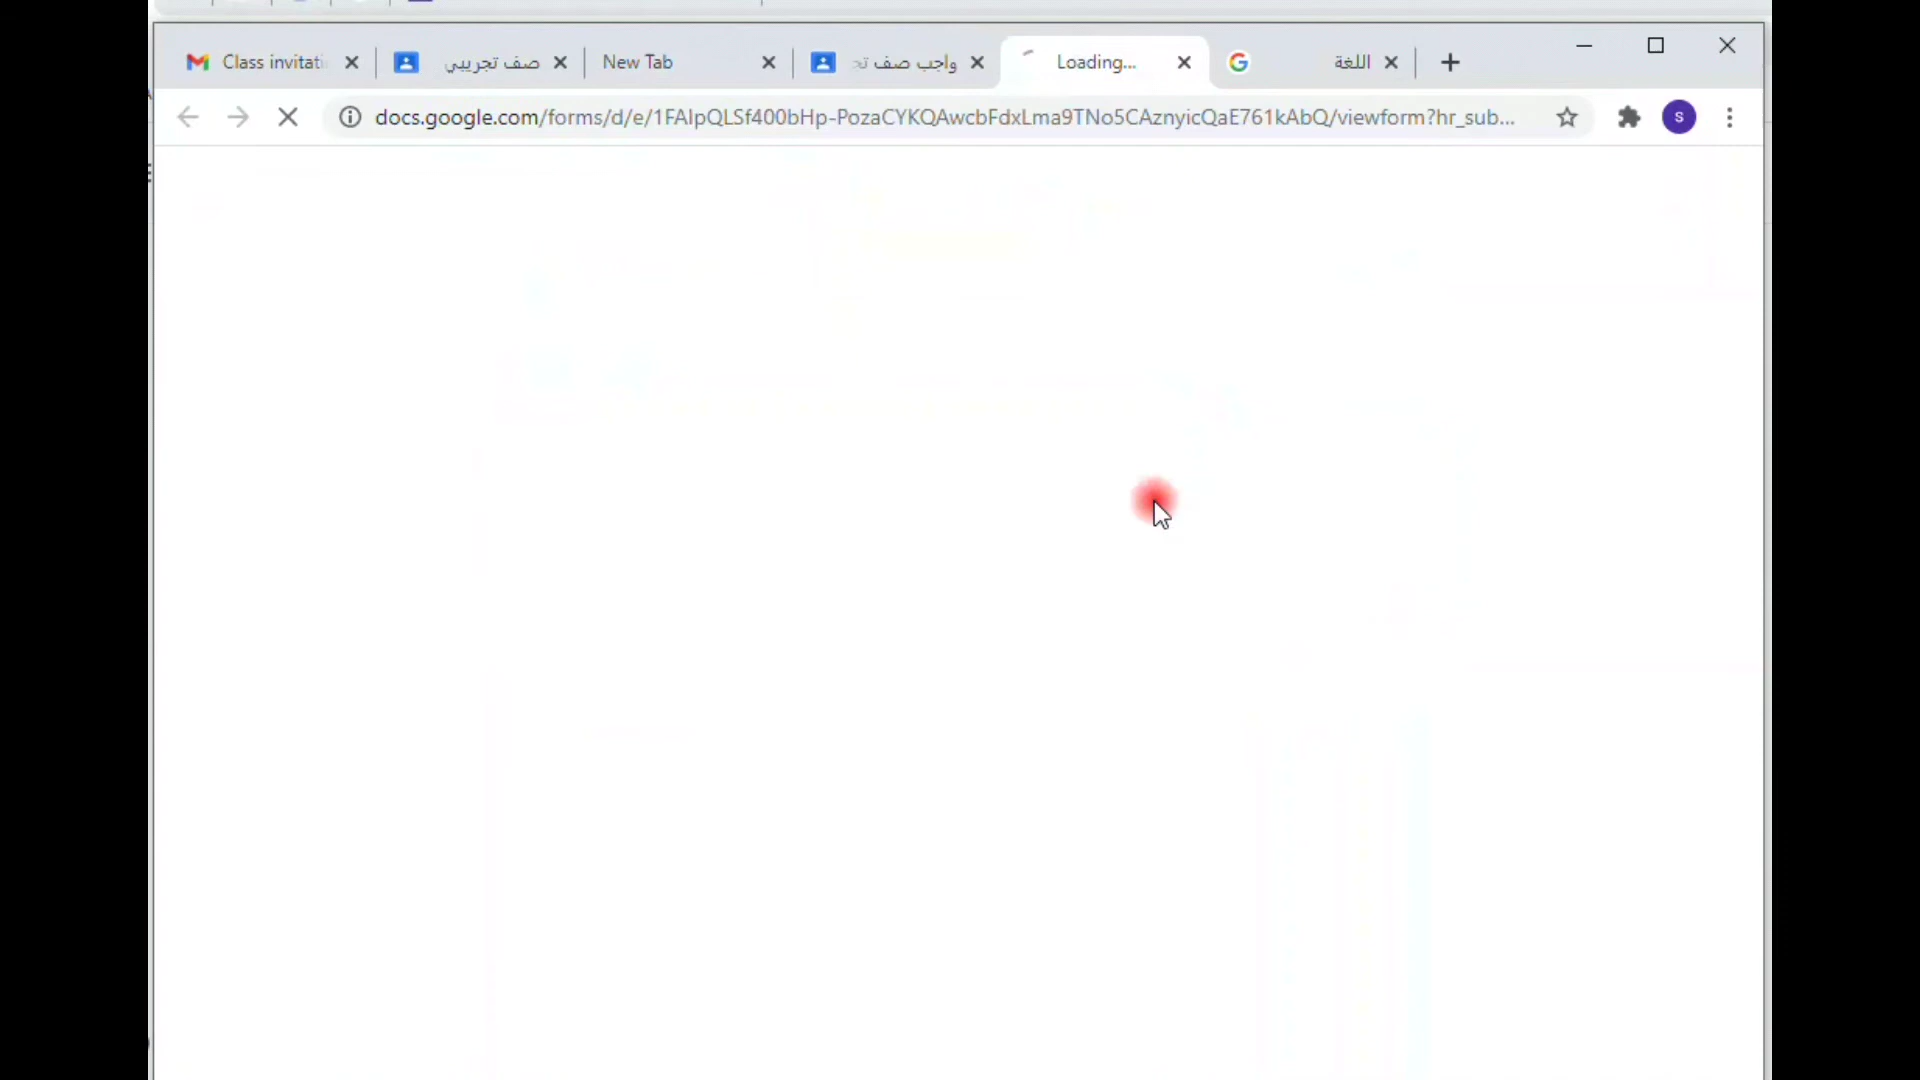 Class invitati
صف تجريبي
New Tab
واجب صف تج
Loading...
اللغة
docs.google.com/forms/d/e/1FAIpQLSf400bHp-PozaCYKQAwcbFdxLma9TNo5CAznyicQaE761kAbQ/viewform?hr_sub...
S